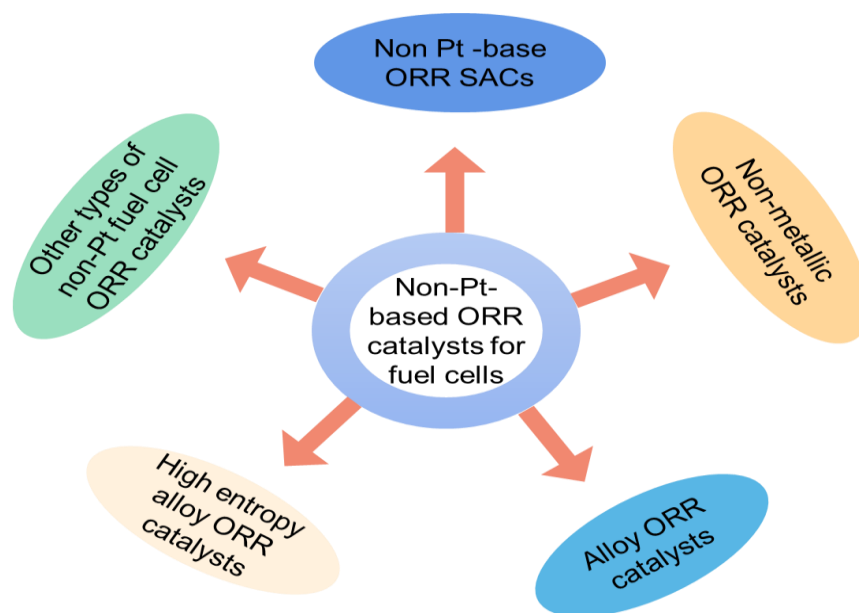 Non Pt -base
ORR SACs
Other types of
non-Pt fuel cell
ORR catalysts
Non-metallic
ORR catalysts
Non-Pt-
based ORR
catalysts for
fuel cells
High entropy
alloy ORR
catalysts
Alloy ORR
catalysts